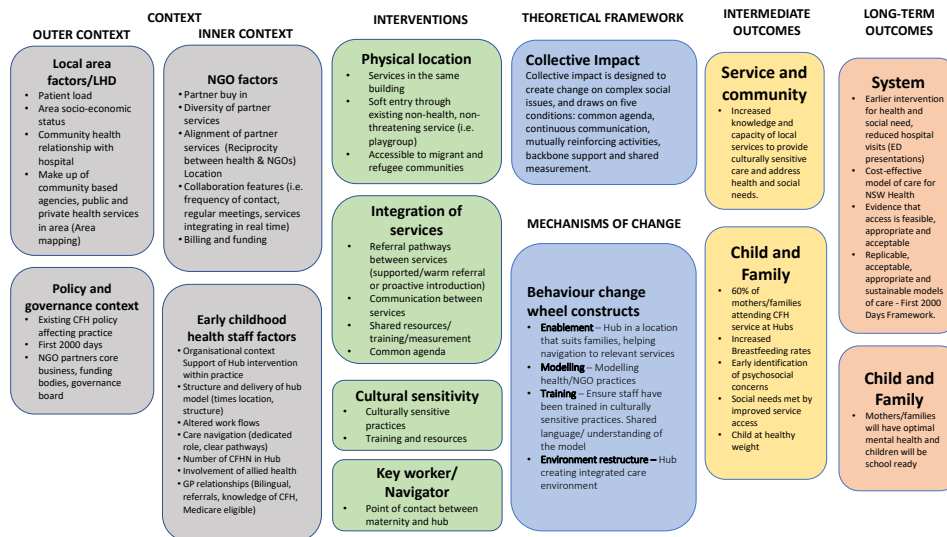 CONTEXT
OUTER CONTEXT
Local area
factors/LHD
• Patient load
• Area socio-economic
status
• Community health
relationship with
hospital
• Make up of
community based
agencies, public and
private health services
in area (Area
mapping)
Policy and
governance context
• Existing CFH policy
affecting practice
• First 2000 days
• NGO partners core
business, funding
bodies, governance
board
INNER CONTEXT
NGO factors
• Partner buy in
• Diversity of partner
services
• Alignment of partner
services (Reciprocity
between health & NGOs)
Location
• Collaboration features (i.e.
frequency of contact,
regular meetings, services
integrating in real time)
• Billing and funding
Early childhood
health staff factors
• Organisational context
Support of Hub intervention
within practice
• Structure and delivery of hub
model (times location,
structure)
• Altered work flows
• Care navigation (dedicated
role, clear pathways)
• Number of CFHN in Hub
• Involvement of allied health
• GP relationships (Bilingual,
referrals, knowledge of CFH,
Medicare eligible)
INTERVENTIONS
Physical location
• Services in the same
building
• Soft entry through
existing non-health, non-
threatening service (i.e.
playgroup)
• Accessible to migrant and
refugee communities
Integration of
services
• Referral pathways
between services
(supported/warm referral
or proactive introduction)
• Communication between
services
• Shared resources/
training/measurement
• Common agenda
Cultural sensitivity
• Culturally sensitive
practices
• Training and resources
Key worker/
Navigator
• Point of contact between
maternity and hub
THEORETICAL FRAMEWORK
Collective Impact
Collective impact is designed to
create change on complex social
issues, and draws on five
conditions: common agenda,
continuous communication,
mutually reinforcing activities,
backbone support and shared
measurement.
MECHANISMS OF CHANGE
Behaviour change
wheel constructs
• Enablement – Hub in a location
that suits families, helping
navigation to relevant services
• Modelling – Modelling
health/NGO practices
• Training – Ensure staff have
been trained in culturally
sensitive practices. Shared
language/ understanding of
the model
• Environment restructure – Hub
creating integrated care
environment
INTERMEDIATE
OUTCOMES
Service and
community
• Increased
knowledge and
capacity of local
services to provide
culturally sensitive
care and address
health and social
needs.
Child and
Family
• 60% of
mothers/families
attending CFH
service at Hubs
• Increased
Breastfeeding rates
• Early identification
of psychosocial
concerns
• Social needs met by
improved service
access
• Child at healthy
weight
LONG-TERM
OUTCOMES
System
• Earlier intervention
for health and
social need,
reduced hospital
visits (ED
presentations)
• Cost-effective
model of care for
NSW Health
• Evidence that
access is feasible,
appropriate and
acceptable
• Replicable,
acceptable,
appropriate and
sustainable models
of care - First 2000
Days Framework.
Child and
Family
• Mothers/families
will have optimal
mental health and
children will be
school ready